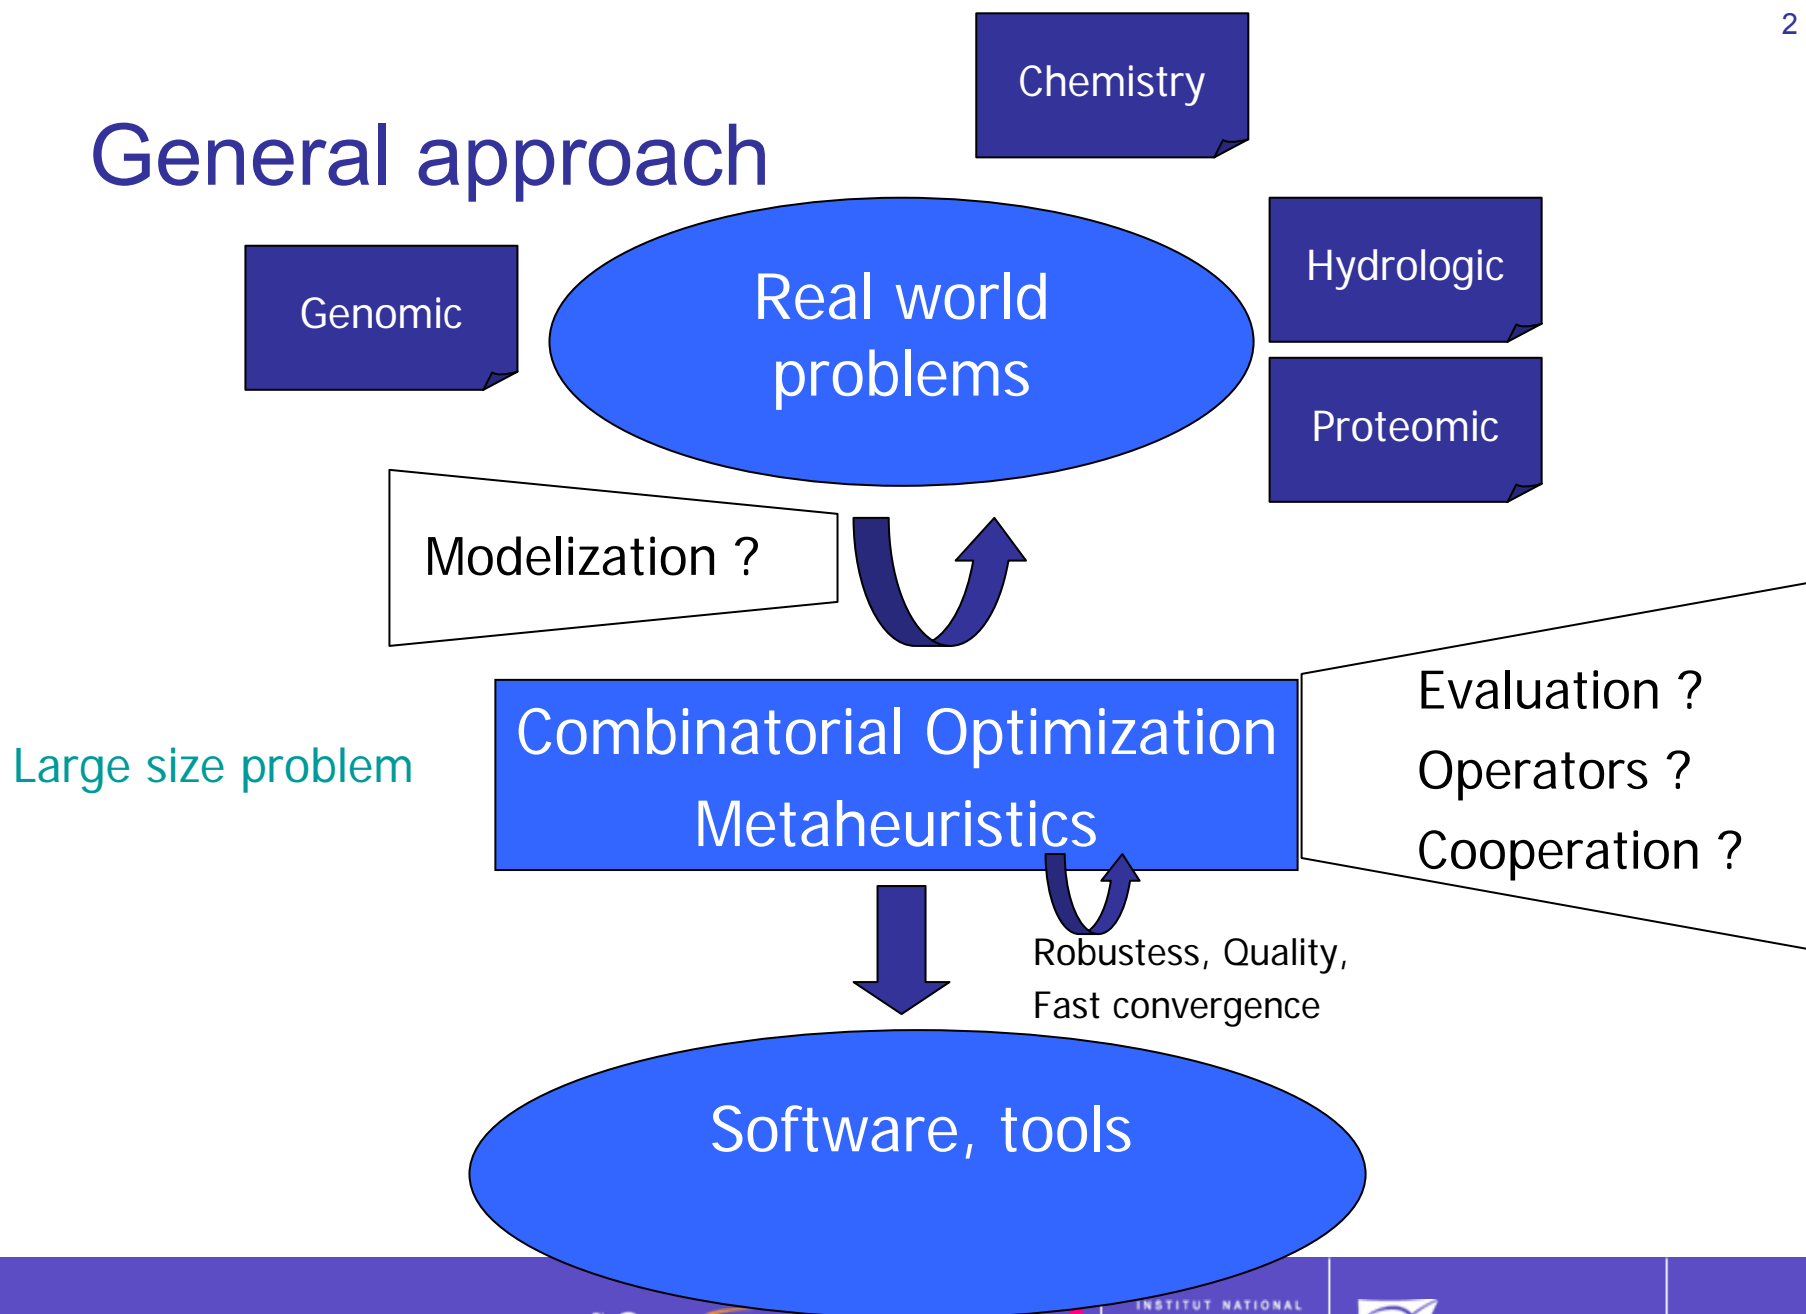 2
Chemistry
General approach
Hydrologic
Genomic
Real world
problems
Proteomic
Modelization ?
Evaluation ?
Combinatorial Optimization
Large size problem
Operators ?
Metaheuristics
Cooperation ?
Robustess, Quality,
Fast convergence
Software, tools
INSTITUT NATIONAL